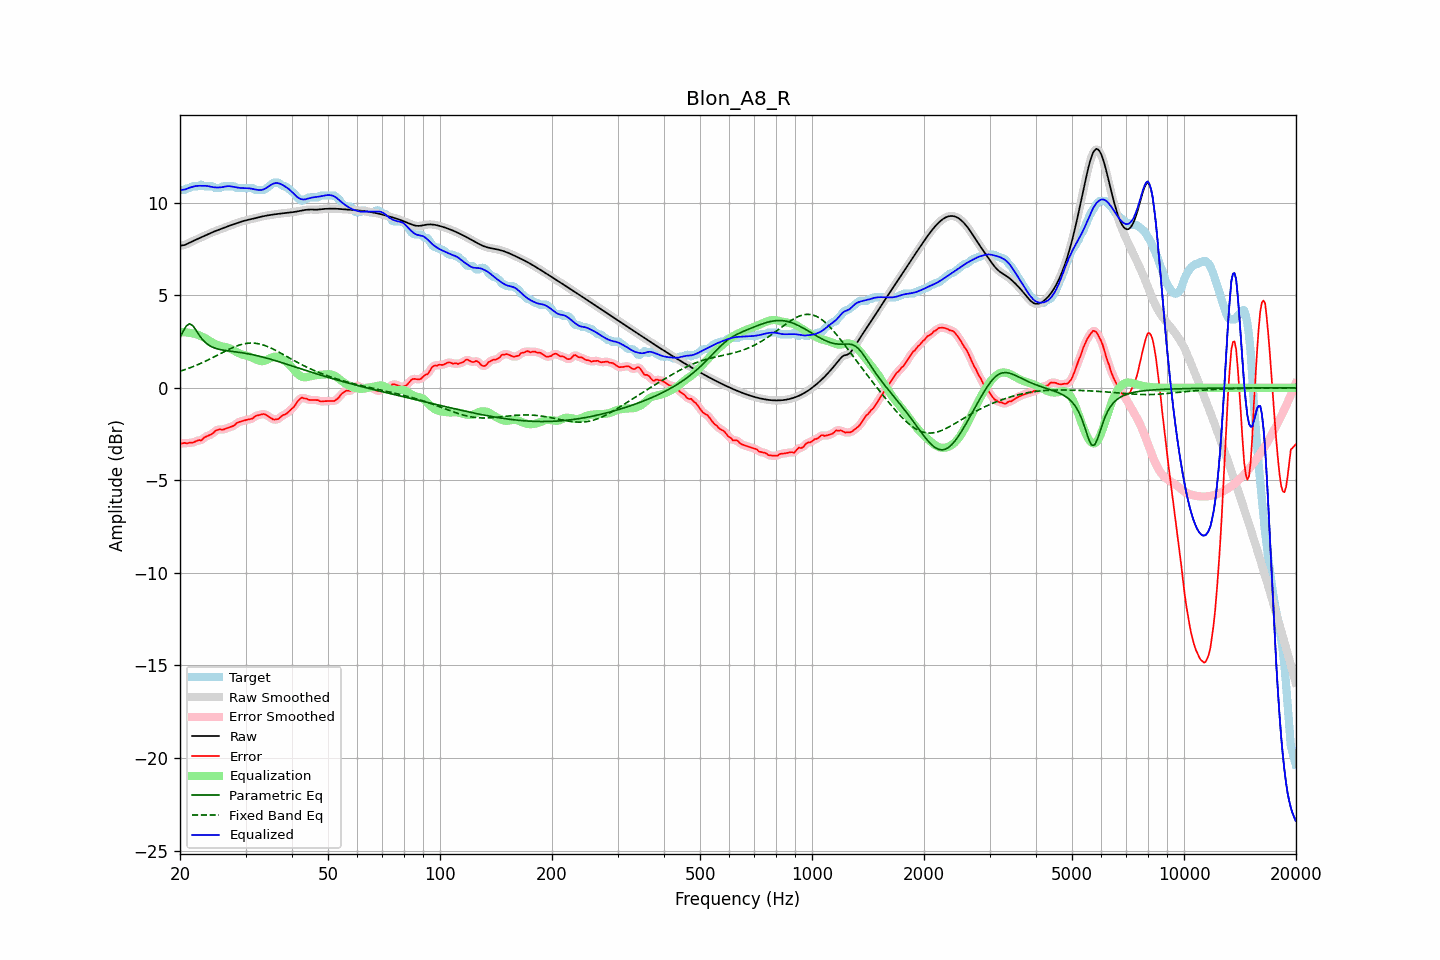 Blon_A8_R
10
5
0
−5
−10
−15
−20
−25
Amplitude (dBr)
Target
Raw Smoothed
Error Smoothed
Raw
Error
Equalization
Parametric Eq
Fixed Band Eq
Equalized
20 50 100 200 500 1000 2000 5000 10000 20000
Frequency (Hz)